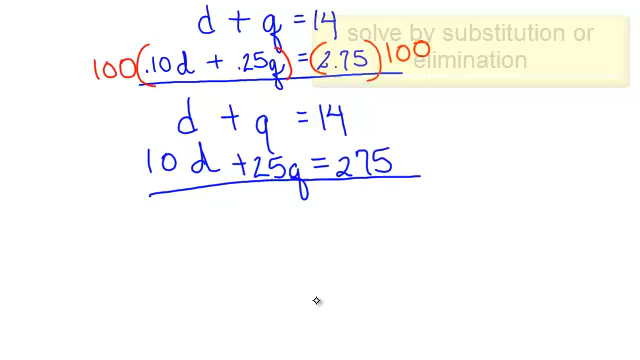 d + q = 14
solve by substitution or
elimination
100(.10d + .25q) = (2.75)100
d + q = 14
10d + 25q = 275